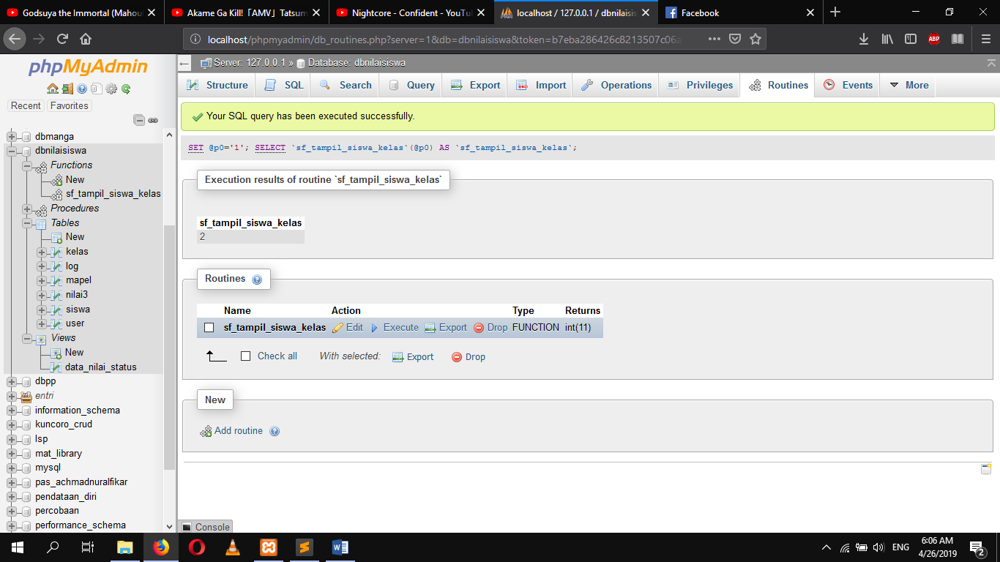 Godsuya the Immortal (Mahou
Akame Ga Kill!「AMV」Tatsum
Nightcore - Confident - YouTu
localhost / 127.0.0.1 / dbnilaisis
Facebook
localhost/phpmyadmin/db_routines.php?server=1&db=dbnilaisiswa&token=b7eba286426c8213507c06a
ABP
phpMyAdmin
Recent
Favorites
dbmanga
dbnilaisiswa
Functions
New
sf_tampil_siswa_kelas
Procedures
Tables
New
kelas
log
mapel
nilai3
siswa
user
Views
New
data_nilai_status
dbpp
entri
information_schema
kuncoro_crud
lsp
mat_library
mysql
pas_achmadnuralfikar
pendataan_diri
percobaan
performance_schema
Server: 127.0.0.1 » Database: dbnilaisiswa
Structure
SQL
Search
Query
Export
Import
Operations
Privileges
Routines
Events
More
Your SQL query has been executed successfully.
SET @p0='1'; SELECT `sf_tampil_siswa_kelas`(@p0) AS `sf_tampil_siswa_kelas`;
Execution results of routine `sf_tampil_siswa_kelas`
sf_tampil_siswa_kelas
2
Routines
Name Action Type Returns
sf_tampil_siswa_kelas Edit Execute Export Drop FUNCTION int(11)
Check all With selected: Export Drop
New
Add routine
Console
ENG
6:06 AM
4/26/2019
2